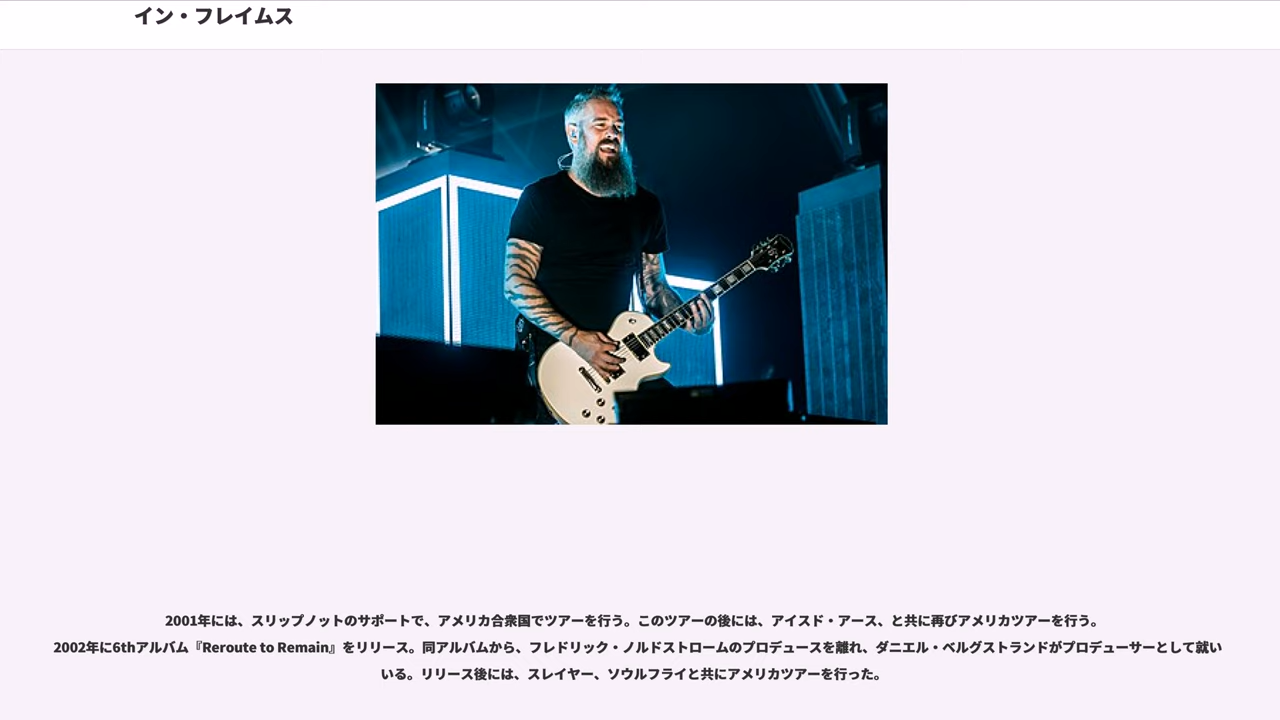 イン・フレイムス
2001年には、スリップノットのサポートで、アメリカ合衆国でツアーを行う。このツアーの後には、アイスド・アース、と共に再びアメリカツアーを行う。
2002年に6thアルバム『Reroute to Remain』をリリース。同アルバムから、フレドリック・ノルドストロームのプロデュースを離れ、ダニエル・ベルグストランドがプロデューサーとして就い
いる。リリース後には、スレイヤー、ソウルフライと共にアメリカツアーを行った。